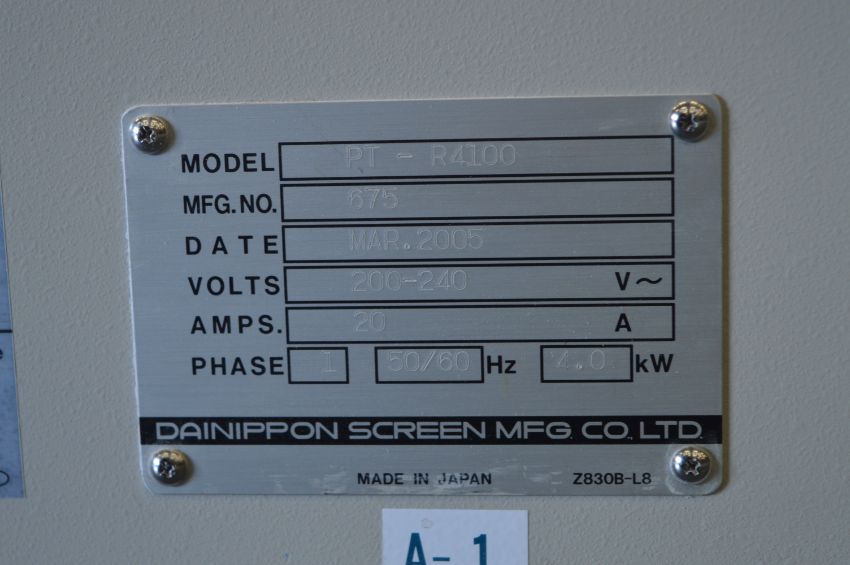 MODEL PT - R4100
MFG.NO. 675
DATE MAR.2005
VOLTS 200-240 V~
AMPS. 20 A
PHASE 1 50/60 Hz 4.0 kW
DAINIPPON SCREEN MFG. CO., LTD.
MADE IN JAPAN Z830B-L8
A-1